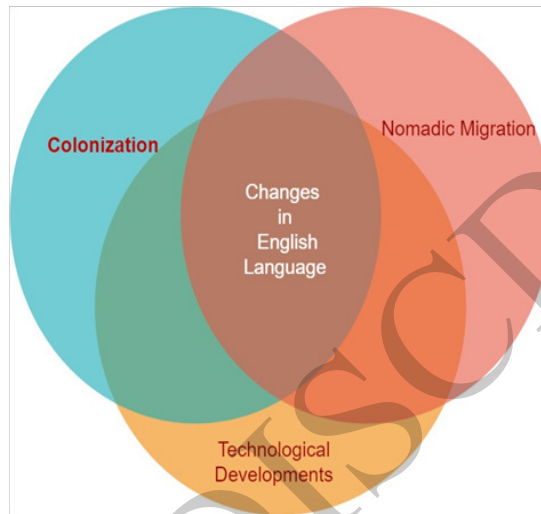 Colonization
Nomadic Migration
Changes
in
English
Language
Technological
Developments